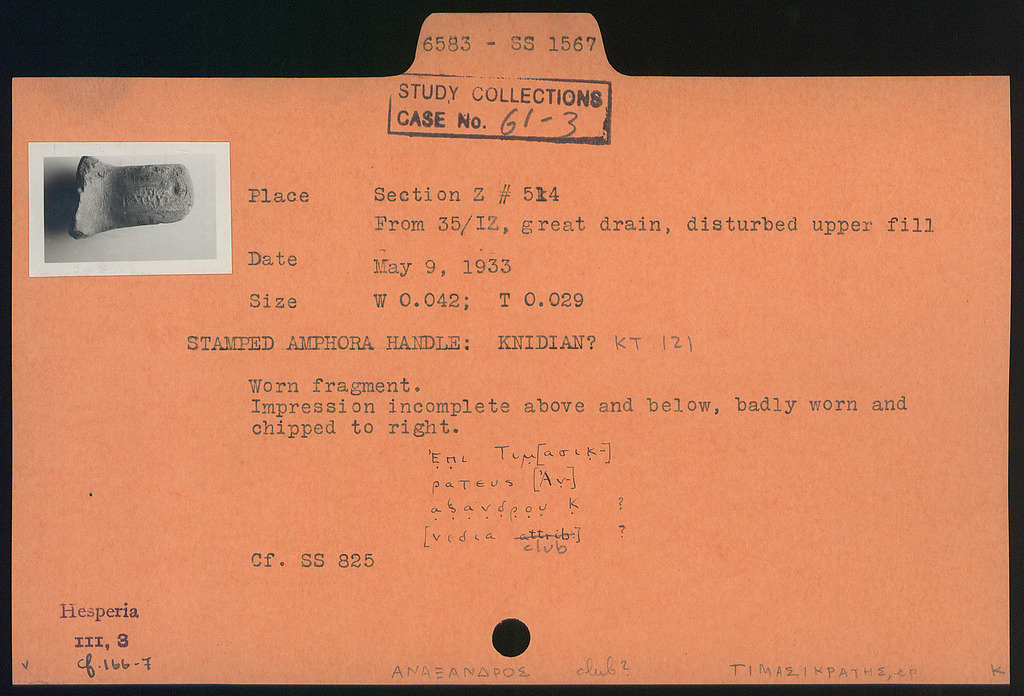 6583 - SS 1567
STUDY COLLECTIONS
CASE No. 61-3
Place Section Z # 514
From 35/IZ, great drain, disturbed upper fill
Date May 9, 1933
Size W 0.042; T 0.029
STAMPED AMPHORA HANDLE: KNIDIAN? KT 121
Worn fragment.
Impression incomplete above and below, badly worn and
chipped to right.
Ἐπι Τιμ[ασικ-]
ρατευς [Ἀν-]
αξανδρου Κ ?
[νιδια attrib.] ?
club
Cf. SS 825
Hesperia
III, 3
cf. 166-7
v ΑΝΑΞΑΝΔΡΟΣ club? ΤΙΜΑΣΙΚΡΑΤΗΣ, ep K